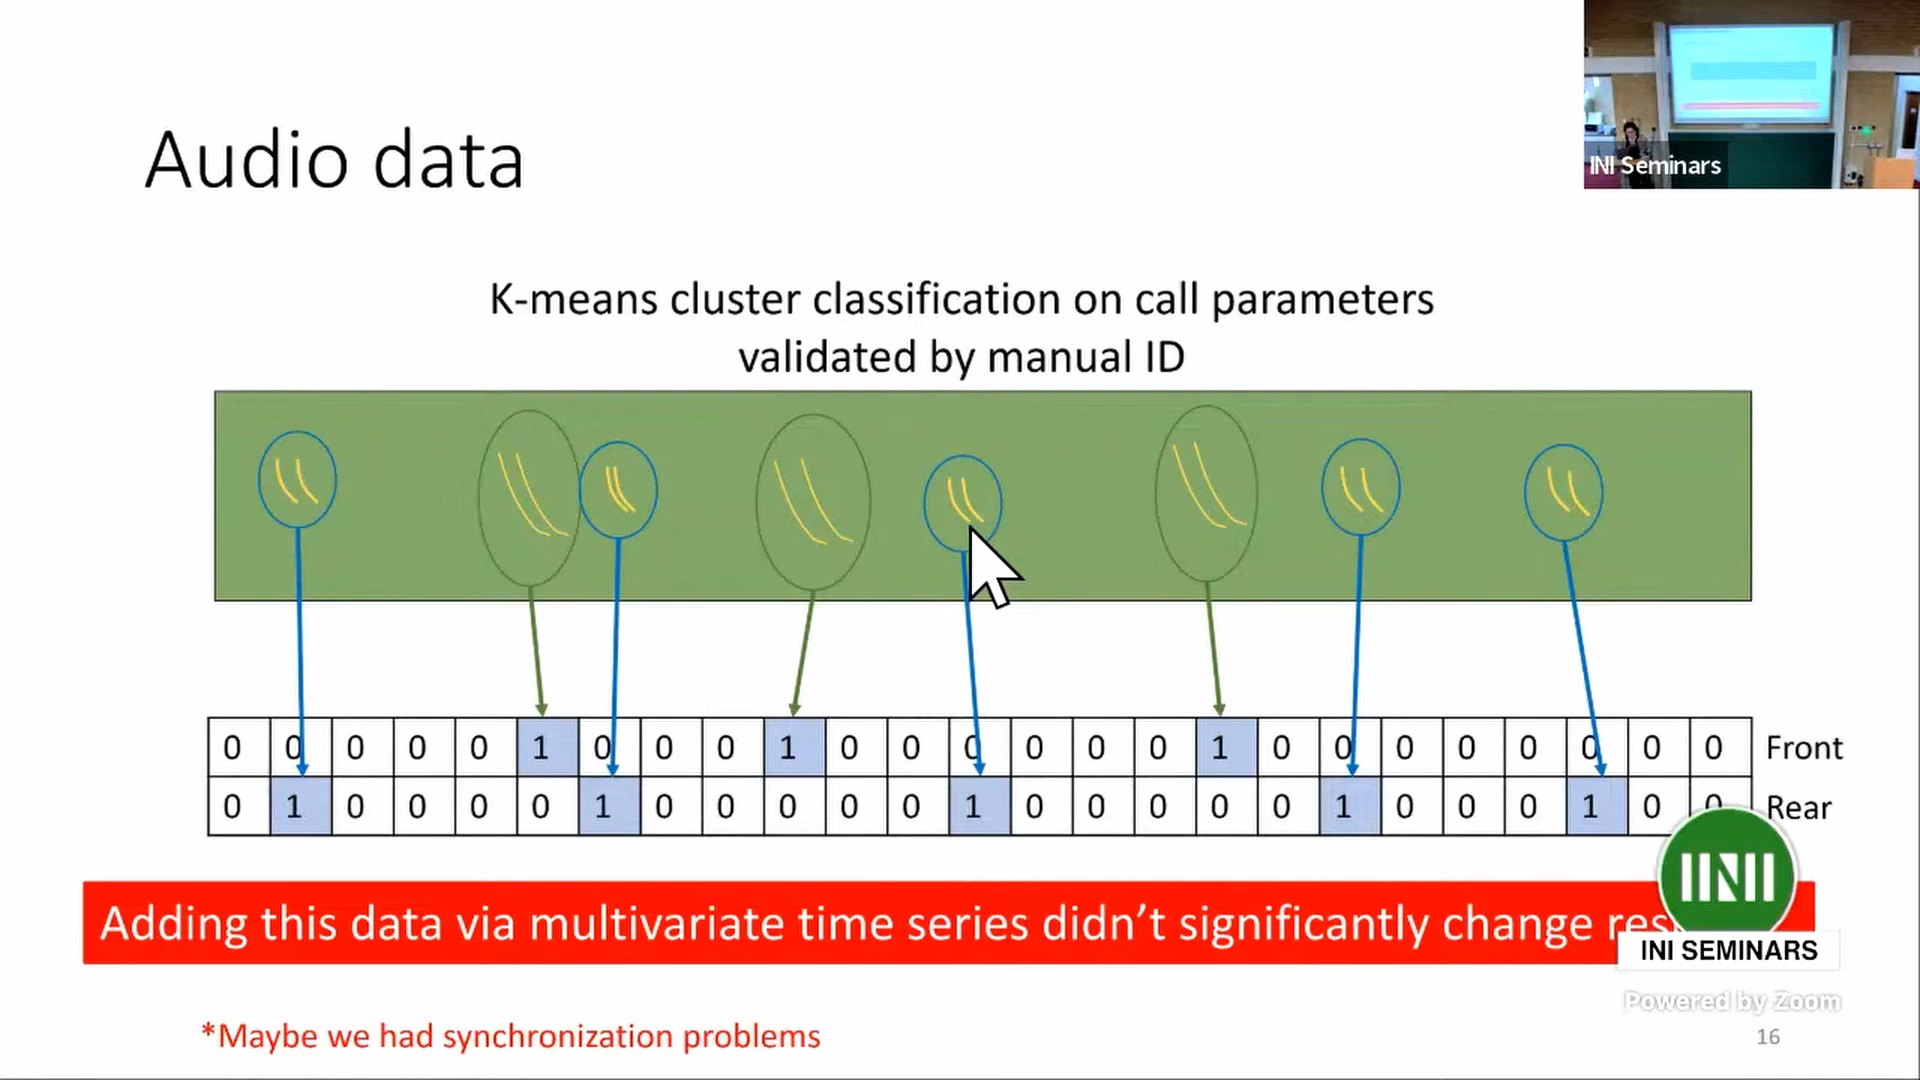 INI Seminars
Audio data
K-means cluster classification on call parameters
validated by manual ID
0 0 0 0 0 1 0 0 0 1 0 0 0 0 0 0 1 0 0 0 0 0 0 0 0 Front
0 1 0 0 0 0 1 0 0 0 0 0 1 0 0 0 0 0 1 0 0 0 1 0 0 Rear
Adding this data via multivariate time series didn't significantly change
INI
INI SEMINARS
Powered by Zoom
*Maybe we had synchronization problems
16